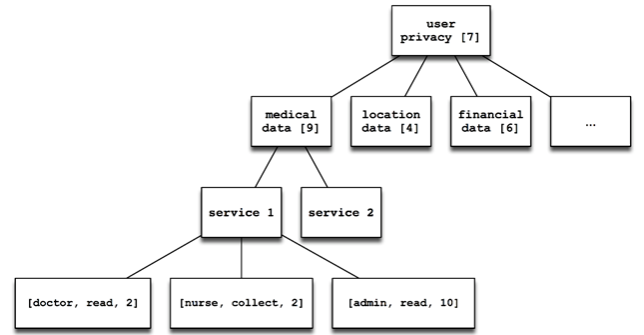 user
privacy [7]
medical
data [9]
location
data [4]
financial
data [6]
...
service 1
service 2
[doctor, read, 2]
[nurse, collect, 2]
[admin, read, 10]